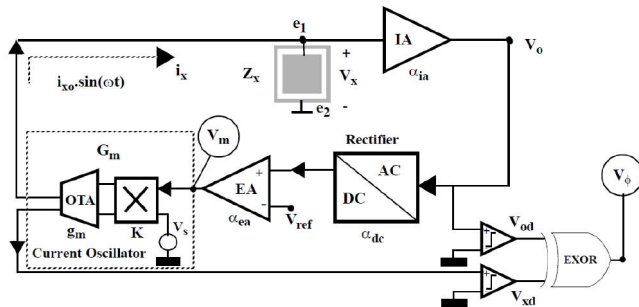 e1
IA
Vo
ixo.sin(ωt)
ix
Zx
+
Vx
-
αia
e2
Gm
Vm
Rectifier
OTA
K
Vs
EA
+
-
Vref
AC
DC
Vϕ
gm
αea
αdc
Vod
Current Oscillator
EXOR
Vxd
+
-
+
-